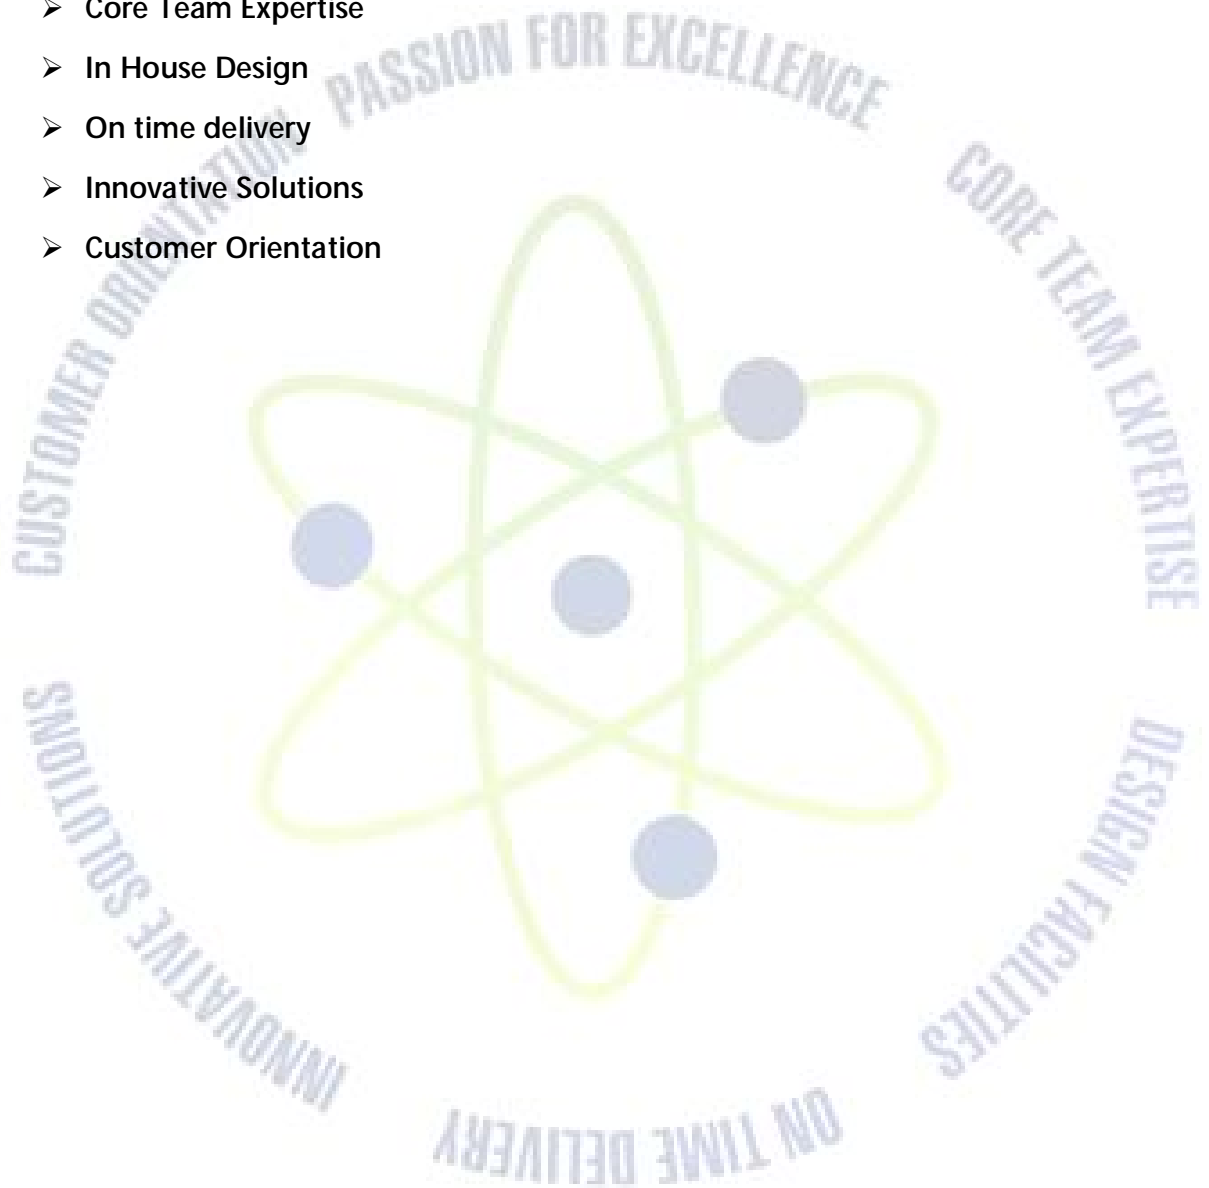 ➢ Core Team Expertise
➢ In House Design
➢ On time delivery
➢ Innovative Solutions
➢ Customer Orientation
PASSION FOR EXCELLENCE
CORE TEAM EXPERTISE
DESIGN FACILITIES
ON TIME DELIVERY
INNOVATIVE SOLUTIONS
CUSTOMER ORIENTATION